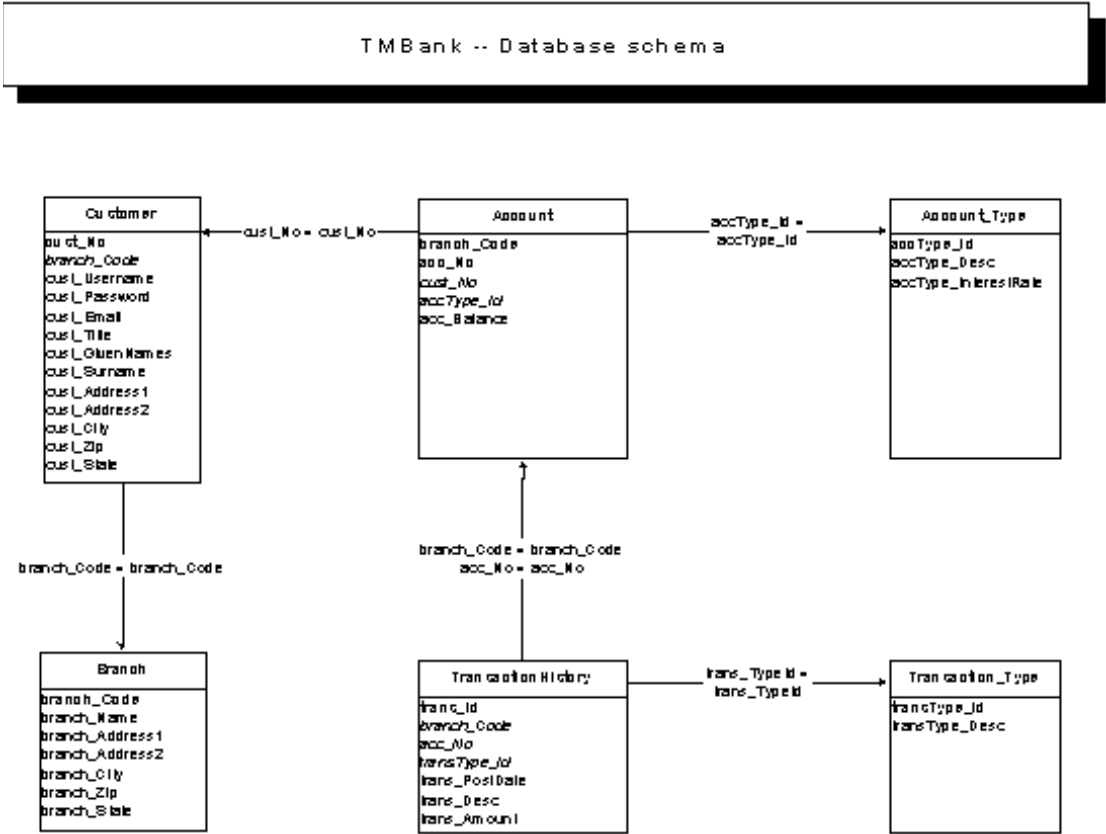 TMBank -- Database schema
Customer
cust_No
branch_Code
cust_Username
cust_Password
cust_Email
cust_Title
cust_GivenNames
cust_Surname
cust_Address1
cust_Address2
cust_City
cust_Zip
cust_State
cust_No = cust_No
Account
branch_Code
acc_No
cust_No
accType_Id
acc_Balance
accType_Id =
accType_Id
Account_Type
accType_Id
accType_Desc
accType_InterestRate
branch_Code = branch_Code
branch_Code = branch_Code
acc_No = acc_No
Branch
branch_Code
branch_Name
branch_Address1
branch_Address2
branch_City
branch_Zip
branch_State
TransactionHistory
trans_Id
branch_Code
acc_No
transType_Id
trans_PostDate
trans_Desc
trans_Amount
trans_TypeId =
trans_TypeId
Transaction_Type
transType_Id
transType_Desc